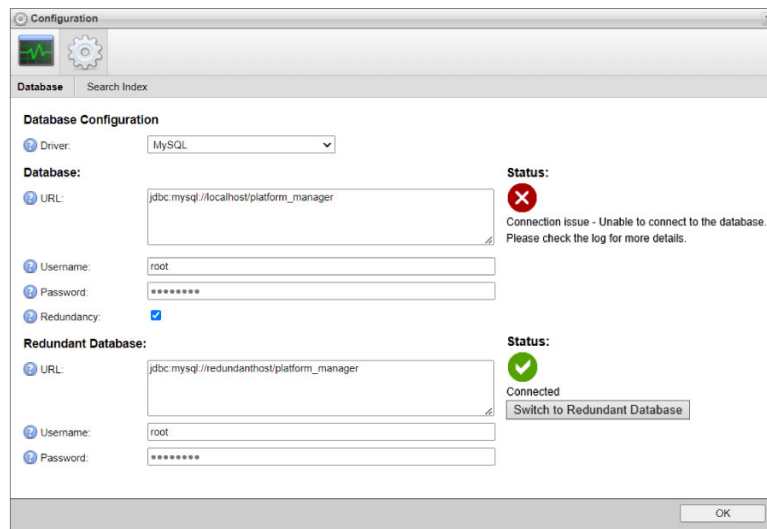 Configuration
Database Search Index
Database Configuration
Driver: MySQL
Database: Status:
URL: jdbc:mysql://localhost/platform_manager
Connection issue - Unable to connect to the database.
Please check the log for more details.
Username: root
Password: ••••••••
Redundancy:
Redundant Database: Status:
URL: jdbc:mysql://redundanthost/platform_manager
Connected
Switch to Redundant Database
Username: root
Password: ••••••••
OK